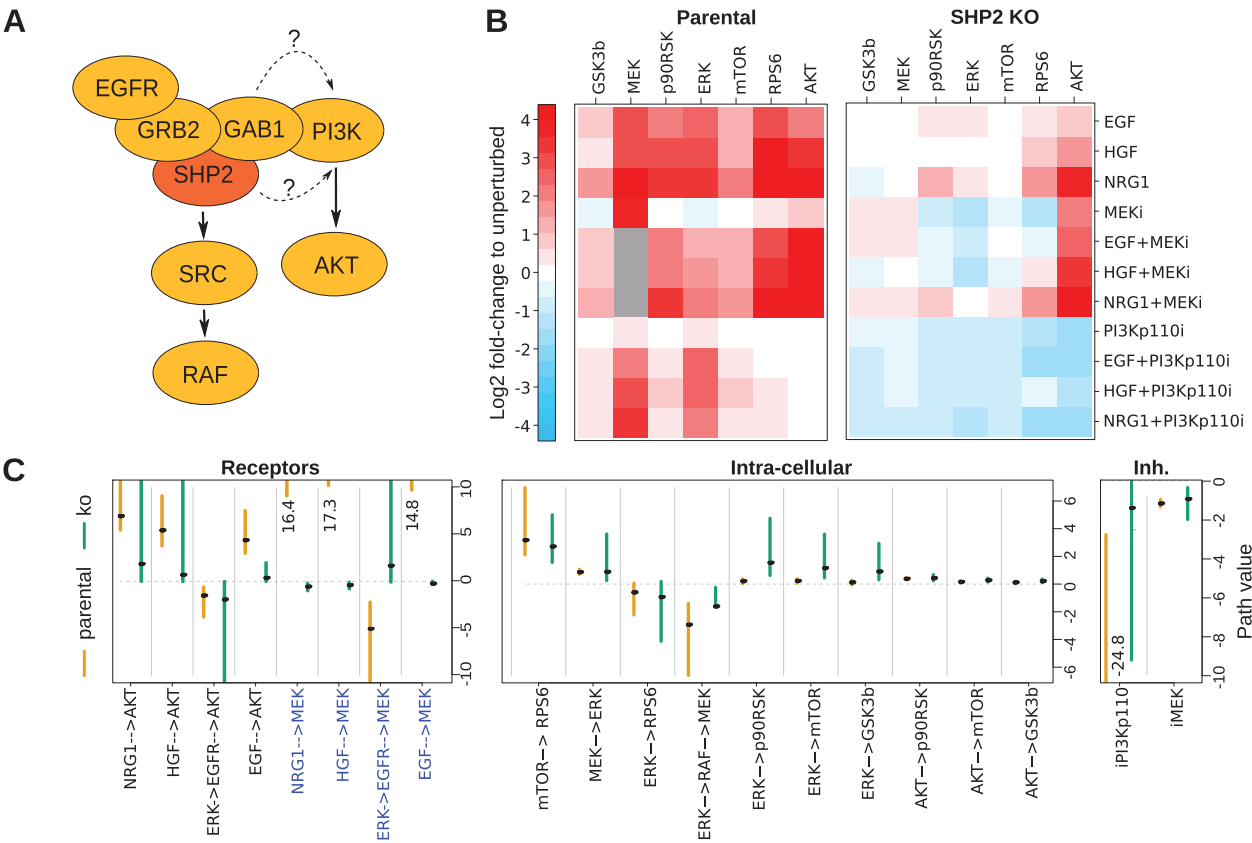 A
?
EGFR
GRB2
GAB1
PI3K
SHP2
?
SRC
AKT
RAF
B
Parental
SHP2 KO
GSK3b
MEK
p90RSK
ERK
mTOR
RPS6
AKT
GSK3b
MEK
p90RSK
ERK
mTOR
RPS6
AKT
Log2 fold-change to unperturbed
4
3
2
1
0
-1
-2
-3
-4
EGF
HGF
NRG1
MEKi
EGF+MEKi
HGF+MEKi
NRG1+MEKi
PI3Kp110i
EGF+PI3Kp110i
HGF+PI3Kp110i
NRG1+PI3Kp110i
C
Receptors
Intra-cellular
Inh.
parental
ko
16.4
17.3
14.8
10
5
0
-5
-10
NRG1-->AKT
HGF-->AKT
ERK->EGFR-->AKT
EGF-->AKT
NRG1-->MEK
HGF-->MEK
ERK->EGFR-->MEK
EGF-->MEK
6
4
2
0
-2
-4
-6
mTOR—> RPS6
MEK—>ERK
ERK—>RPS6
ERK—>RAF—>MEK
ERK—>p90RSK
ERK—>mTOR
ERK—>GSK3b
AKT—>p90RSK
AKT—>mTOR
AKT—>GSK3b
-24.8
0
-2
-4
-6
-8
-10
Path value
iPI3Kp110
iMEK